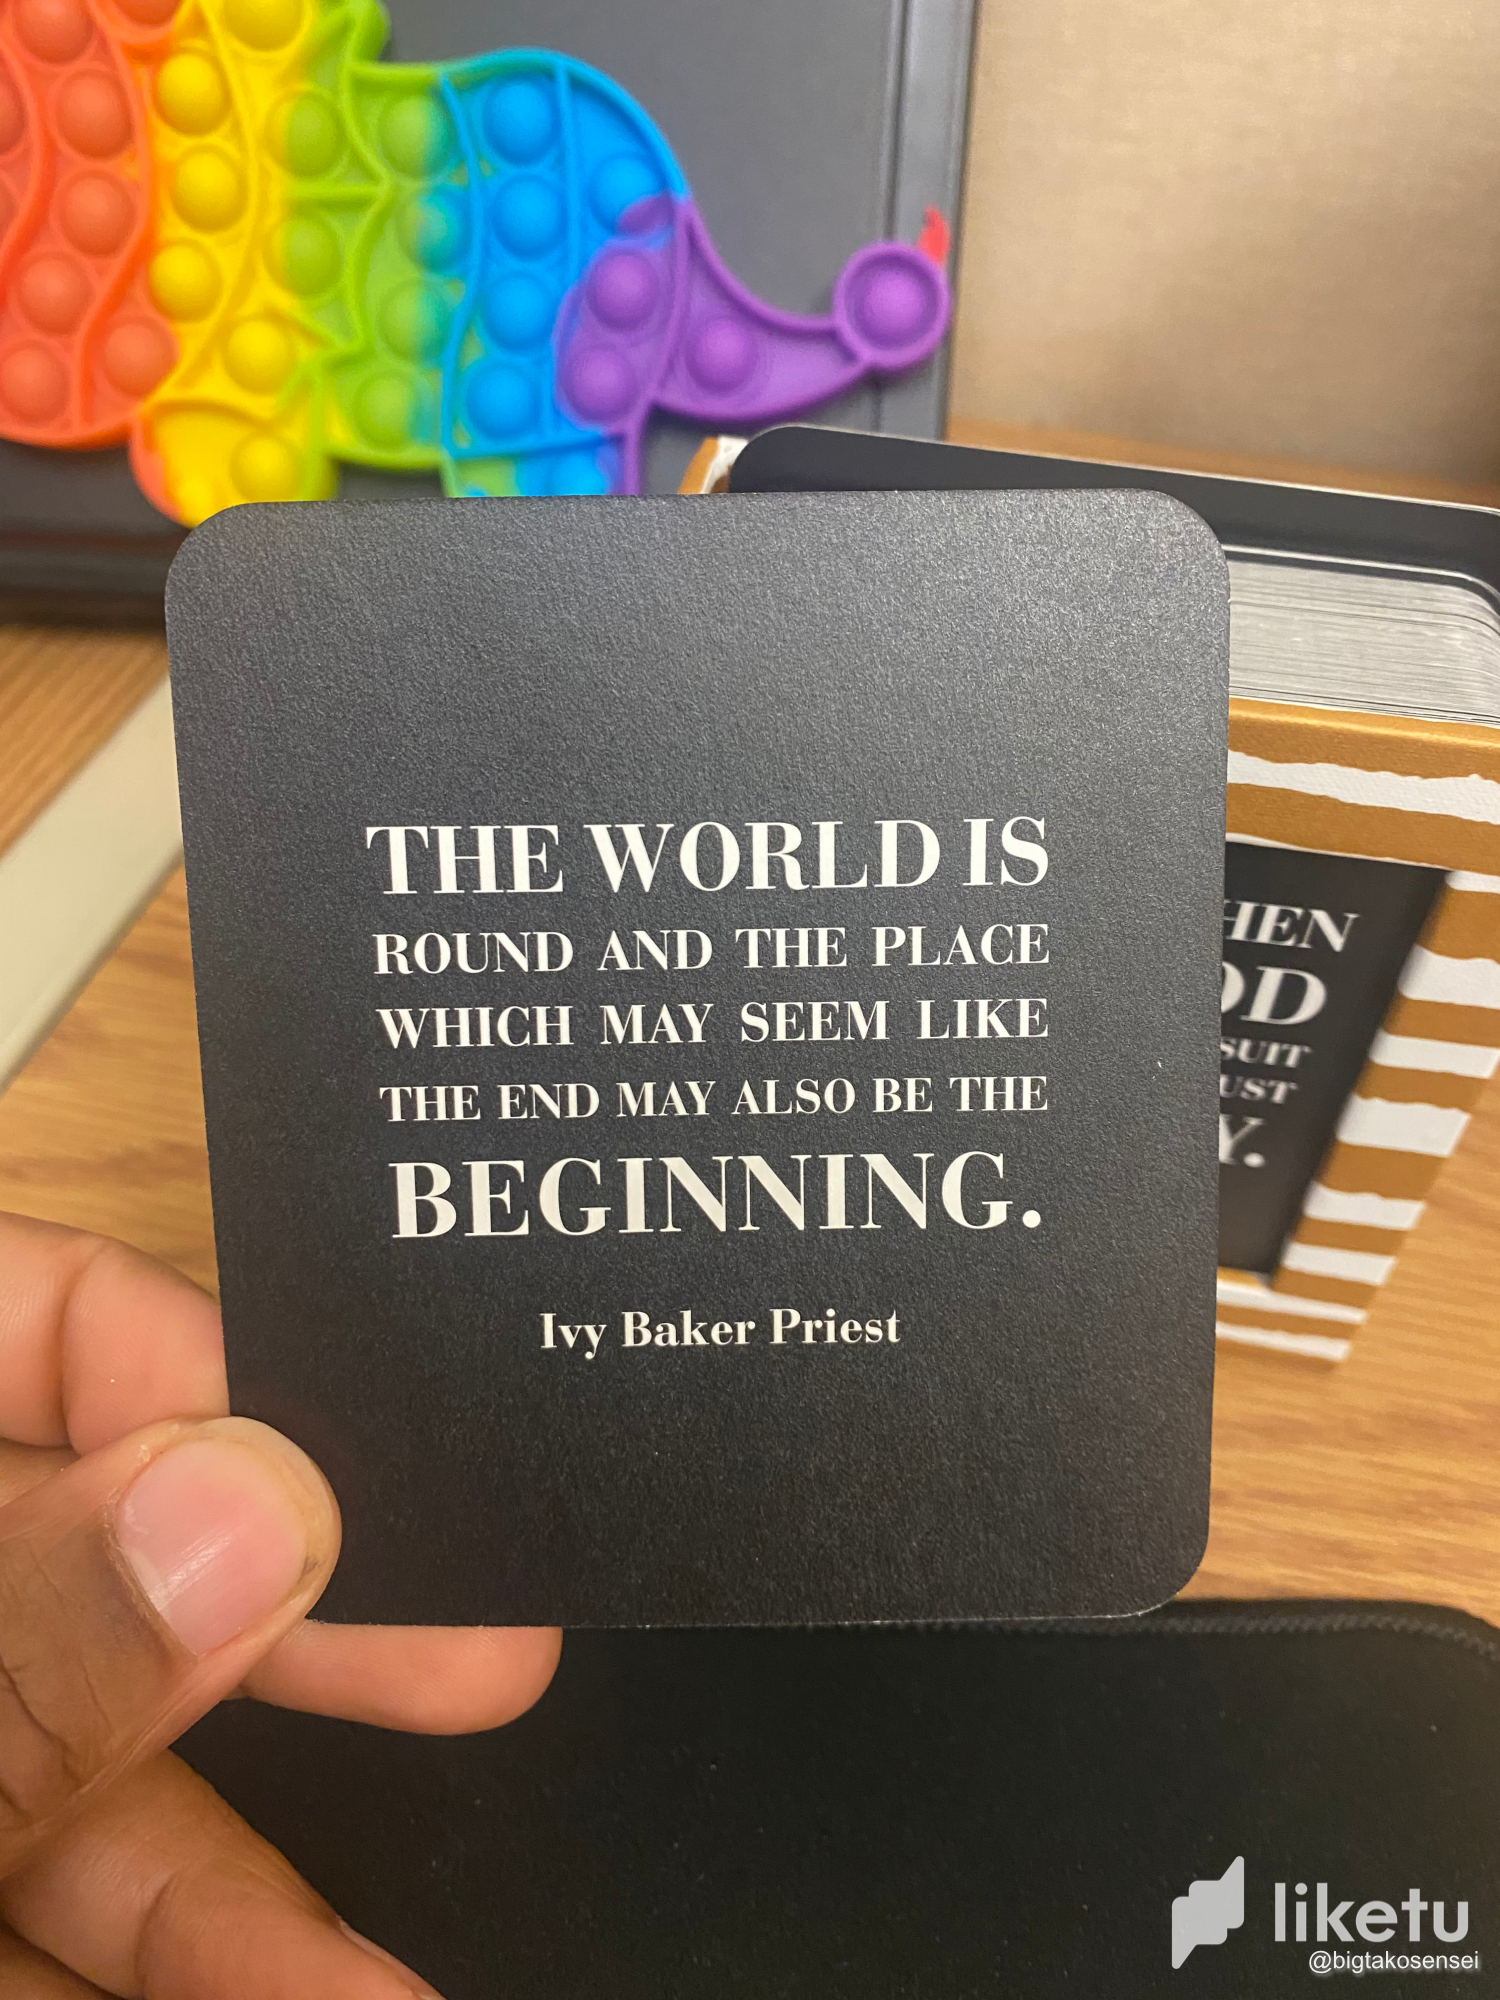 THE WORLD IS
ROUND AND THE PLACE
WHICH MAY SEEM LIKE
THE END MAY ALSO BE THE
BEGINNING.
Ivy Baker Priest
SUIT
liketu
@bigtakosensei